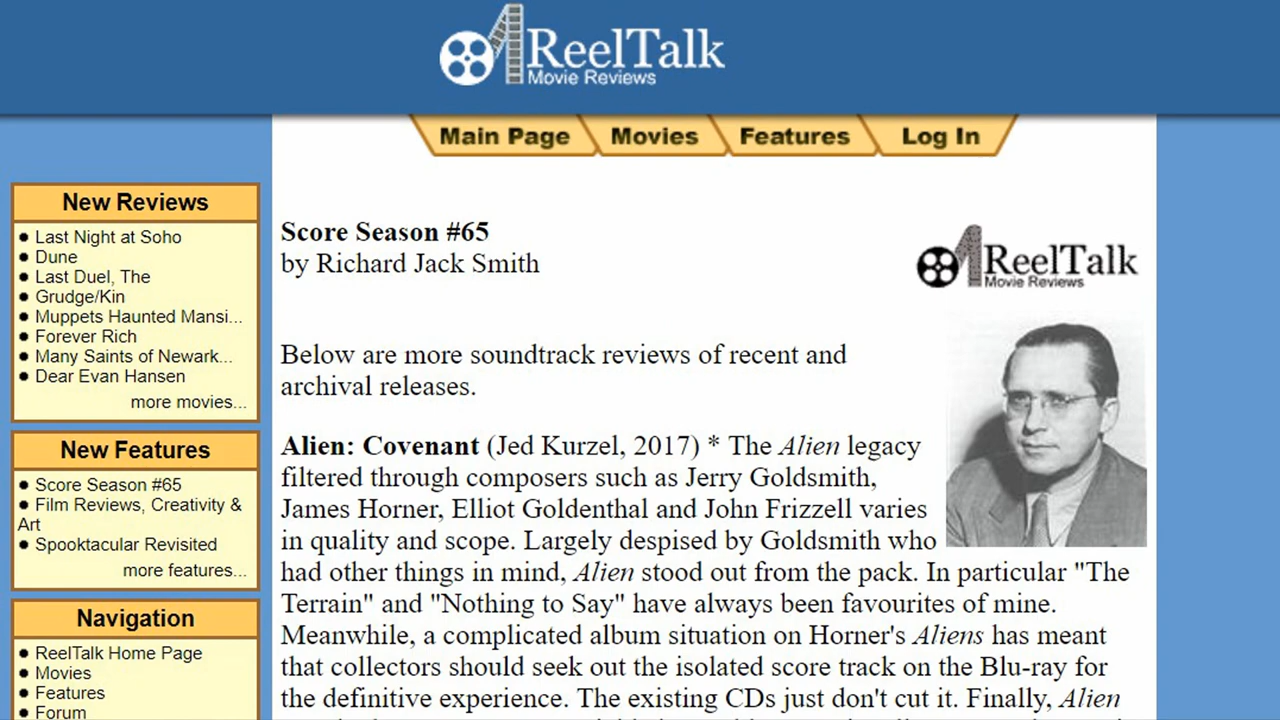 ReelTalk
Movie Reviews
Main Page
Movies
Features
Log In
New Reviews
Last Night at Soho
Dune
Last Duel, The
Grudge/Kin
Muppets Haunted Mansi...
Forever Rich
Many Saints of Newark...
Dear Evan Hansen
more movies...
New Features
Score Season #65
Film Reviews, Creativity &
Art
Spooktacular Revisited
more features...
Navigation
ReelTalk Home Page
Movies
Features
Forum
Score Season #65
by Richard Jack Smith
ReelTalk
Movie Reviews
Below are more soundtrack reviews of recent and
archival releases.
Alien: Covenant (Jed Kurzel, 2017) * The Alien legacy
filtered through composers such as Jerry Goldsmith,
James Horner, Elliot Goldenthal and John Frizzell varies
in quality and scope. Largely despised by Goldsmith who
had other things in mind, Alien stood out from the pack. In particular "The
Terrain" and "Nothing to Say" have always been favourites of mine.
Meanwhile, a complicated album situation on Horner's Aliens has meant
that collectors should seek out the isolated score track on the Blu-ray for
the definitive experience. The existing CDs just don't cut it. Finally, Alien